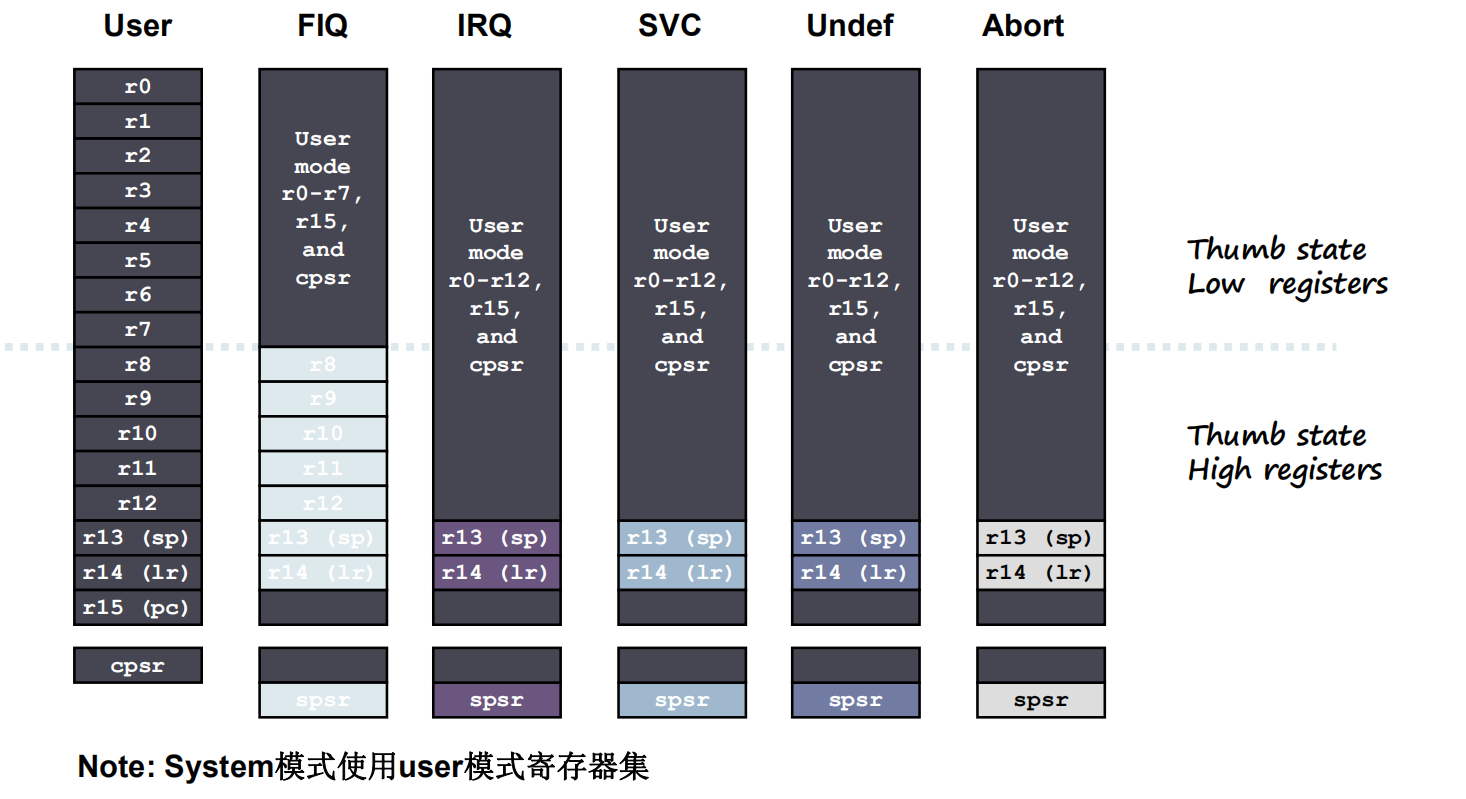 User FIQ IRQ SVC Undef Abort
r0
r1
r2
r3
r4
r5
r6
r7
r8
r9
r10
r11
r12
r13 (sp)
r14 (lr)
r15 (pc)
cpsr
User
mode
r0-r7,
r15,
and
cpsr
r8
r9
r10
r11
r12
r13 (sp)
r14 (lr)
spsr
User
mode
r0-r12,
r15,
and
cpsr
r13 (sp)
r14 (lr)
spsr
User
mode
r0-r12,
r15,
and
cpsr
r13 (sp)
r14 (lr)
spsr
User
mode
r0-r12,
r15,
and
cpsr
r13 (sp)
r14 (lr)
spsr
User
mode
r0-r12,
r15,
and
cpsr
r13 (sp)
r14 (lr)
spsr
Thumb state
Low registers
Thumb state
High registers
Note: System模式使用user模式寄存器集